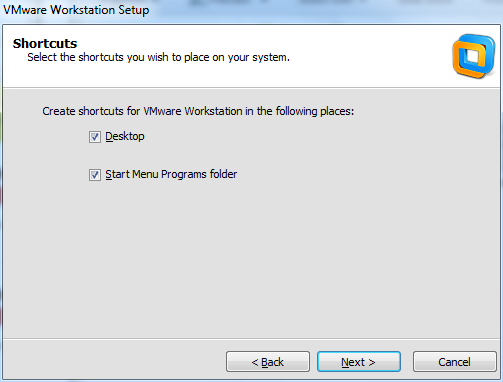 VMware Workstation Setup
Shortcuts
Select the shortcuts you wish to place on your system.
Create shortcuts for VMware Workstation in the following places:
Desktop
Start Menu Programs folder
< Back
Next >
Cancel